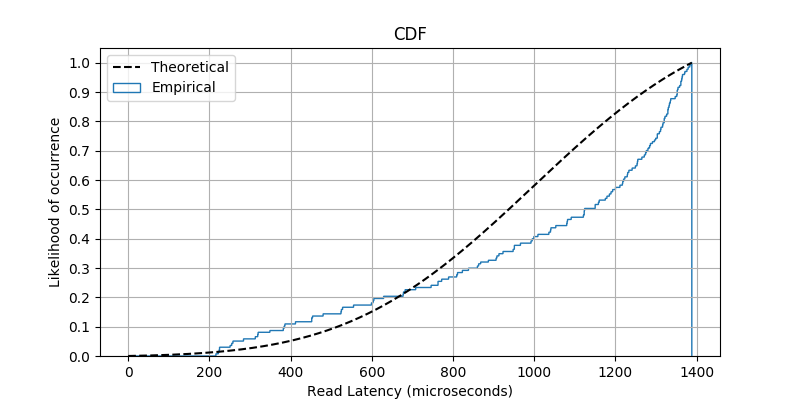 CDF
Theoretical
Empirical
Likelihood of occurrence
1.0
0.9
0.8
0.7
0.6
0.5
0.4
0.3
0.2
0.1
0.0
0 200 400 600 800 1000 1200 1400
Read Latency (microseconds)